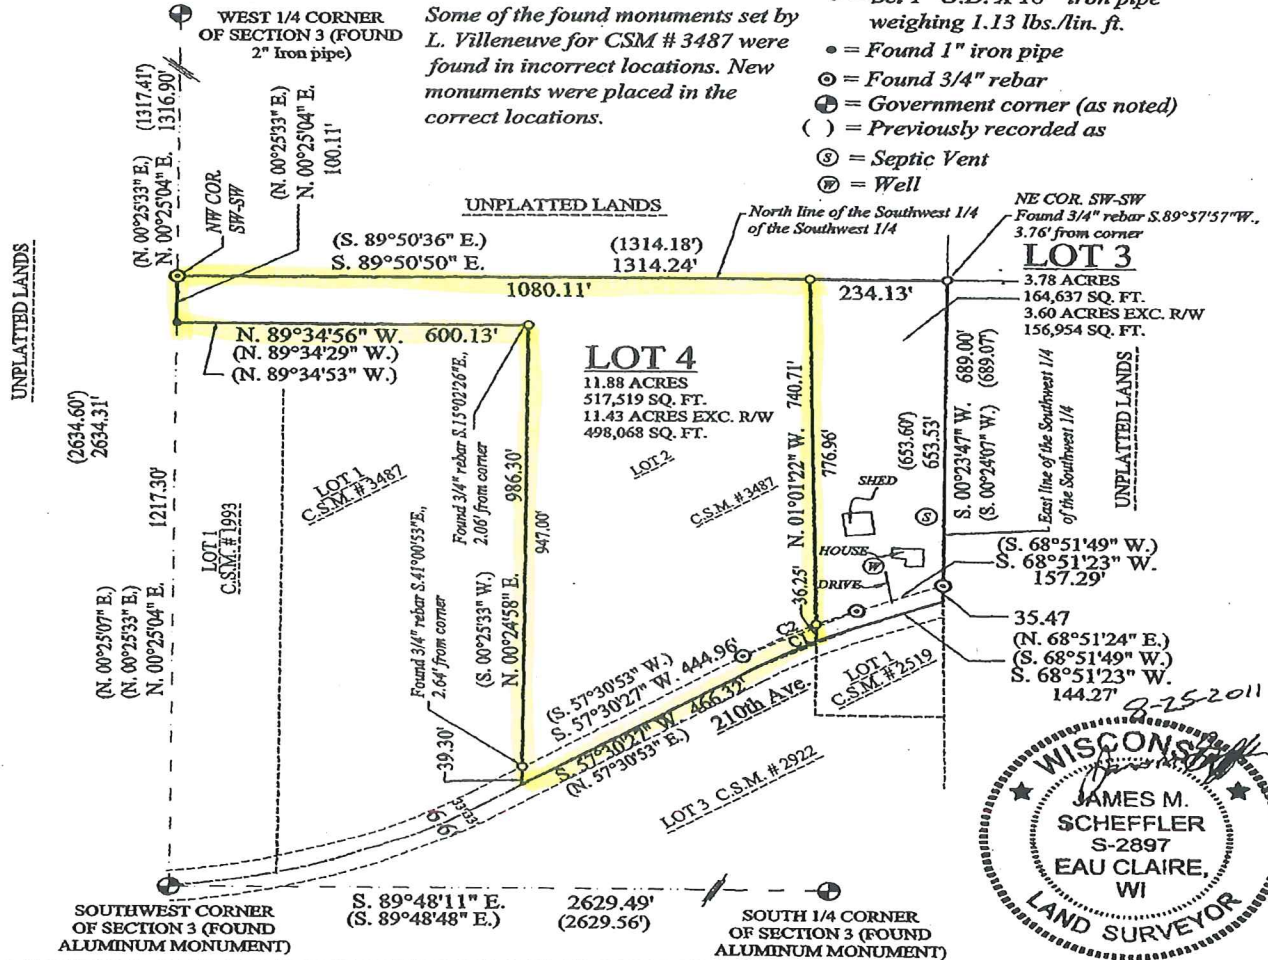 WEST 1/4 CORNER
OF SECTION 3 (FOUND
2" Iron pipe)
Some of the found monuments set by
L. Villeneuve for CSM # 3487 were
found in incorrect locations. New
monuments were placed in the
correct locations.
weighing 1.13 lbs./lin. ft.
• = Found 1" iron pipe
= Found 3/4" rebar
= Government corner (as noted)
( ) = Previously recorded as
Ⓢ = Septic Vent
Ⓦ = Well
(1317.41')
1316.90'
(N. 00°25'33" E.)
N. 00°25'04" E.
NW COR.
SW-SW
(N. 00°25'33" E.)
N. 00°25'04" E.
100.11'
UNPLATTED LANDS
North line of the Southwest 1/4
of the Southwest 1/4
NE COR. SW-SW
Found 3/4" rebar S.89°57'57"W.,
3.76' from corner
UNPLATTED LANDS
(S. 89°50'36" E.)
S. 89°50'50" E.
(1314.18')
1314.24'
1080.11'
234.13'
LOT 3
3.78 ACRES
164,637 SQ. FT.
3.60 ACRES EXC. R/W
156,954 SQ. FT.
N. 89°34'56" W. 600.13'
(N. 89°34'29" W.)
(N. 89°34'53" W.)
LOT 4
11.88 ACRES
517,519 SQ. FT.
11.43 ACRES EXC. R/W
498,068 SQ. FT.
LOT 2
C.S.M. # 3487
(2634.60')
2634.31'
1217.30'
(N. 00°25'07" E.)
(N. 00°25'33" E.)
N. 00°25'04" E.
LOT 1
C.S.M. # 1993
LOT 1
C.S.M. # 3487
Found 3/4" rebar S.15°02'26"E.,
2.06' from corner
986.30'
947.00'
(S. 00°25'33" W.)
N. 00°24'58" E.
Found 3/4" rebar S.41°00'53"E.,
2.64' from corner
39.30'
740.71'
776.96'
N. 01°01'22" W.
36.25'
SHED
HOUSE
Ⓦ
DRIVE
Ⓢ
(653.60')
653.53'
689.00'
(689.07')
S. 00°23'47" W.
(S. 00°24'07" W.)
East line of the Southwest 1/4
of the Southwest 1/4
UNPLATTED LANDS
(S. 68°51'49" W.)
S. 68°51'23" W.
157.29'
35.47
(N. 68°51'24" E.)
(S. 68°51'49" W.)
S. 68°51'23" W.
144.27'
C2
C1
(S. 57°30'53" W.)
S. 57°30'27" W. 444.96'
S. 57°30'27" W. 466.32'
(N. 57°30'53" E.)
210th Ave.
LOT 1
C.S.M. # 2519
LOT 3 C.S.M. # 2922
33'
33'
66'
8-25-2011
WISCONSIN
JAMES M.
SCHEFFLER
S-2897
EAU CLAIRE,
WI
LAND SURVEYOR
SOUTHWEST CORNER
OF SECTION 3 (FOUND
ALUMINUM MONUMENT)
S. 89°48'11" E. 2629.49'
(S. 89°48'48" E.) (2629.56')
SOUTH 1/4 CORNER
OF SECTION 3 (FOUND
ALUMINUM MONUMENT)